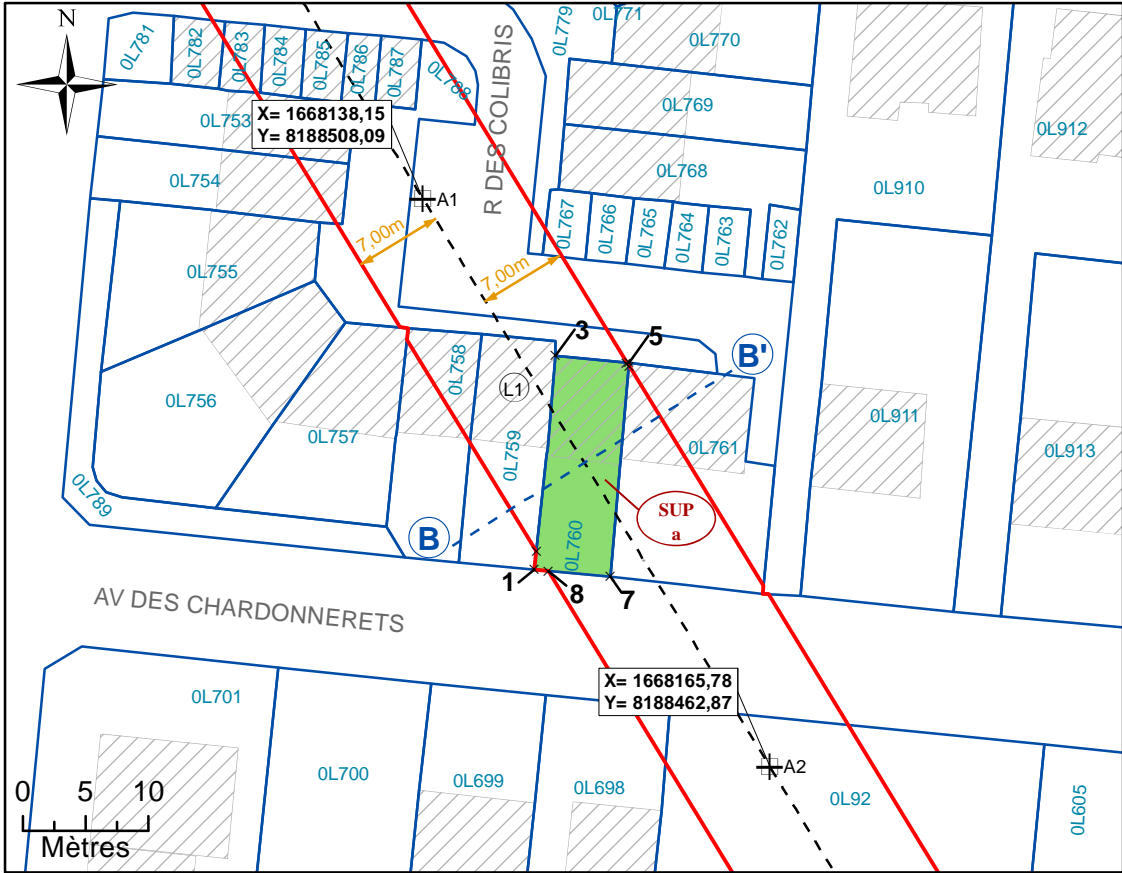 N
0L781
0L782
0L783
0L784
0L785
0L786
0L787
0L788
R DES COLIBRIS
0L779
0L771
0L770
0L769
0L768
0L767
0L766
0L765
0L764
0L763
0L762
0L910
0L912
0L753
X= 1668138,15
Y= 8188508,09
A1
0L754
7,00m
7,00m
0L755
3
5
B'
0L758
L1
0L756
0L757
0L759
0L761
0L911
0L913
0L789
SUP
a
B
0L760
1
8
7
AV DES CHARDONNERETS
X= 1668165,78
Y= 8188462,87
A2
0L701
0L700
0L699
0L698
0L92
0L605
0 5 10
Mètres